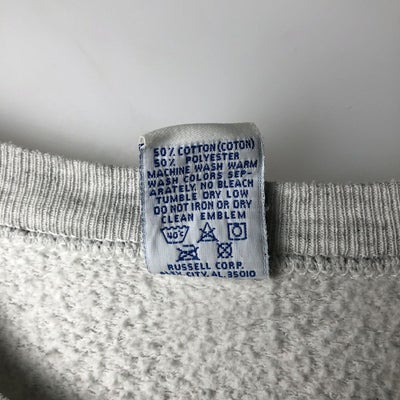 50% COTTON (COTON)
50% POLYESTER
MACHINE WASH WARM
WASH COLORS SEP-
ARATELY. NO BLEACH
TUMBLE DRY LOW
DO NOT IRON OR DRY
CLEAN EMBLEM
40°C
RUSSELL CORP.
ALEX CITY, AL. 35010